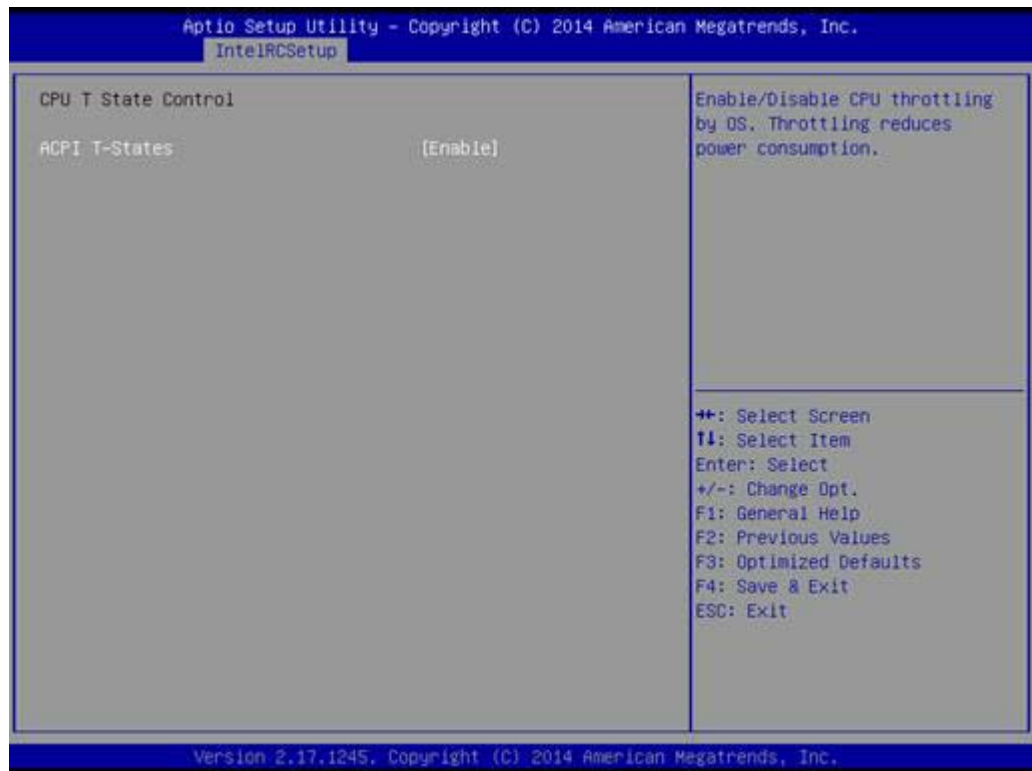 Aptio Setup Utility - Copyright (C) 2014 American Megatrends, Inc.
IntelRCSetup
CPU T State Control
ACPI T-States [Enable]
Enable/Disable CPU throttling
by OS. Throttling reduces
power consumption.
→←: Select Screen
↑↓: Select Item
Enter: Select
+/-: Change Opt.
F1: General Help
F2: Previous Values
F3: Optimized Defaults
F4: Save & Exit
ESC: Exit
Version 2.17.1245. Copyright (C) 2014 American Megatrends, Inc.